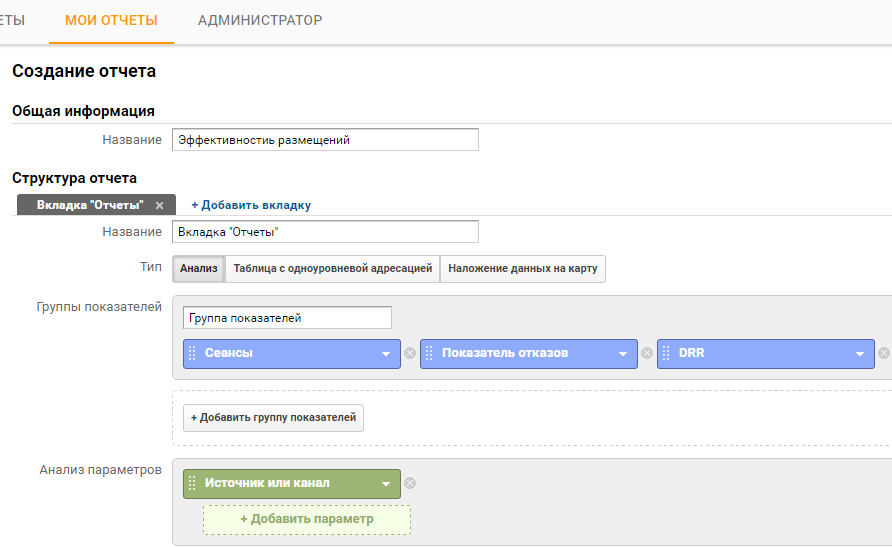 ЕТЫ МОИ ОТЧЕТЫ АДМИНИСТРАТОР
Создание отчета
Общая информация
Название Эффективностиь размещений
Структура отчета
Вкладка "Отчеты" × + Добавить вкладку
Название Вкладка "Отчеты"
Тип Анализ Таблица с одноуровневой адресацией Наложение данных на карту
Группы показателей
Группа показателей
Сеансы Показатель отказов DRR
+ Добавить группу показателей
Анализ параметров
Источник или канал
+ Добавить параметр